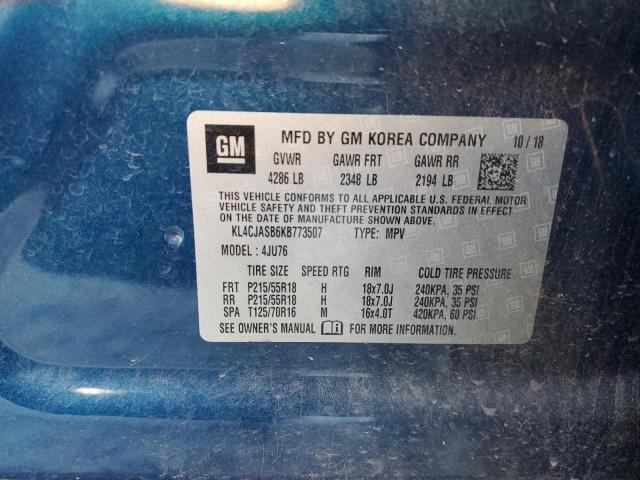 GM MFD BY GM KOREA COMPANY 10 / 18
GVWR GAWR FRT GAWR RR
4286 LB 2348 LB 2194 LB
THIS VEHICLE CONFORMS TO ALL APPLICABLE U.S. FEDERAL MOTOR
VEHICLE SAFETY AND THEFT PREVENTION STANDARDS IN EFFECT
ON THE DATE OF MANUFACTURE SHOWN ABOVE.
KL4CJASB6KB773507 TYPE: MPV
MODEL : 4JU76
TIRE SIZE SPEED RTG RIM COLD TIRE PRESSURE
FRT P215/55R18 H 18x7.0J 240KPA, 35 PSI
RR P215/55R18 H 18x7.0J 240KPA, 35 PSI
SPA T125/70R16 M 16x4.0T 420KPA, 60 PSI
SEE OWNER'S MANUAL FOR MORE INFORMATION.